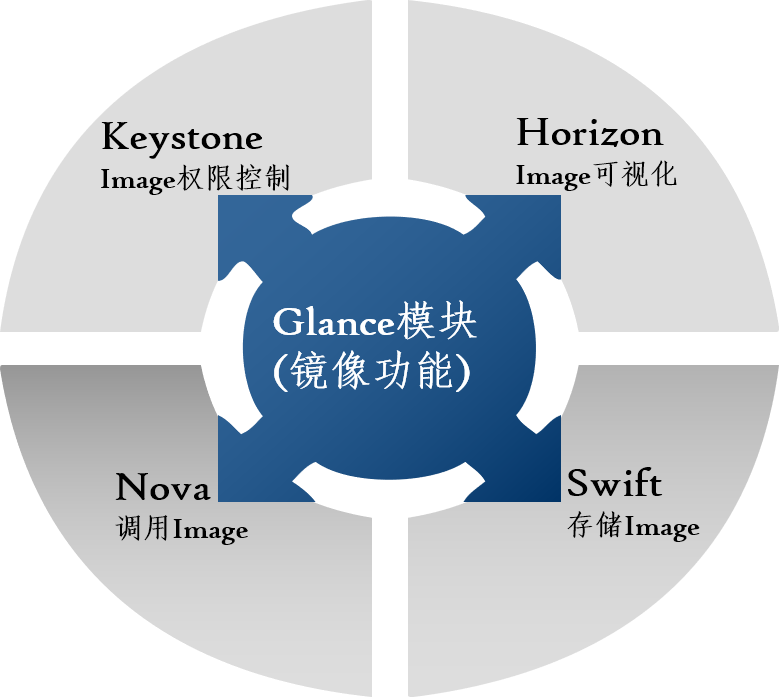 Keystone
Image权限控制
Horizon
Image可视化
Glance模块
(镜像功能)
Nova
调用Image
Swift
存储Image